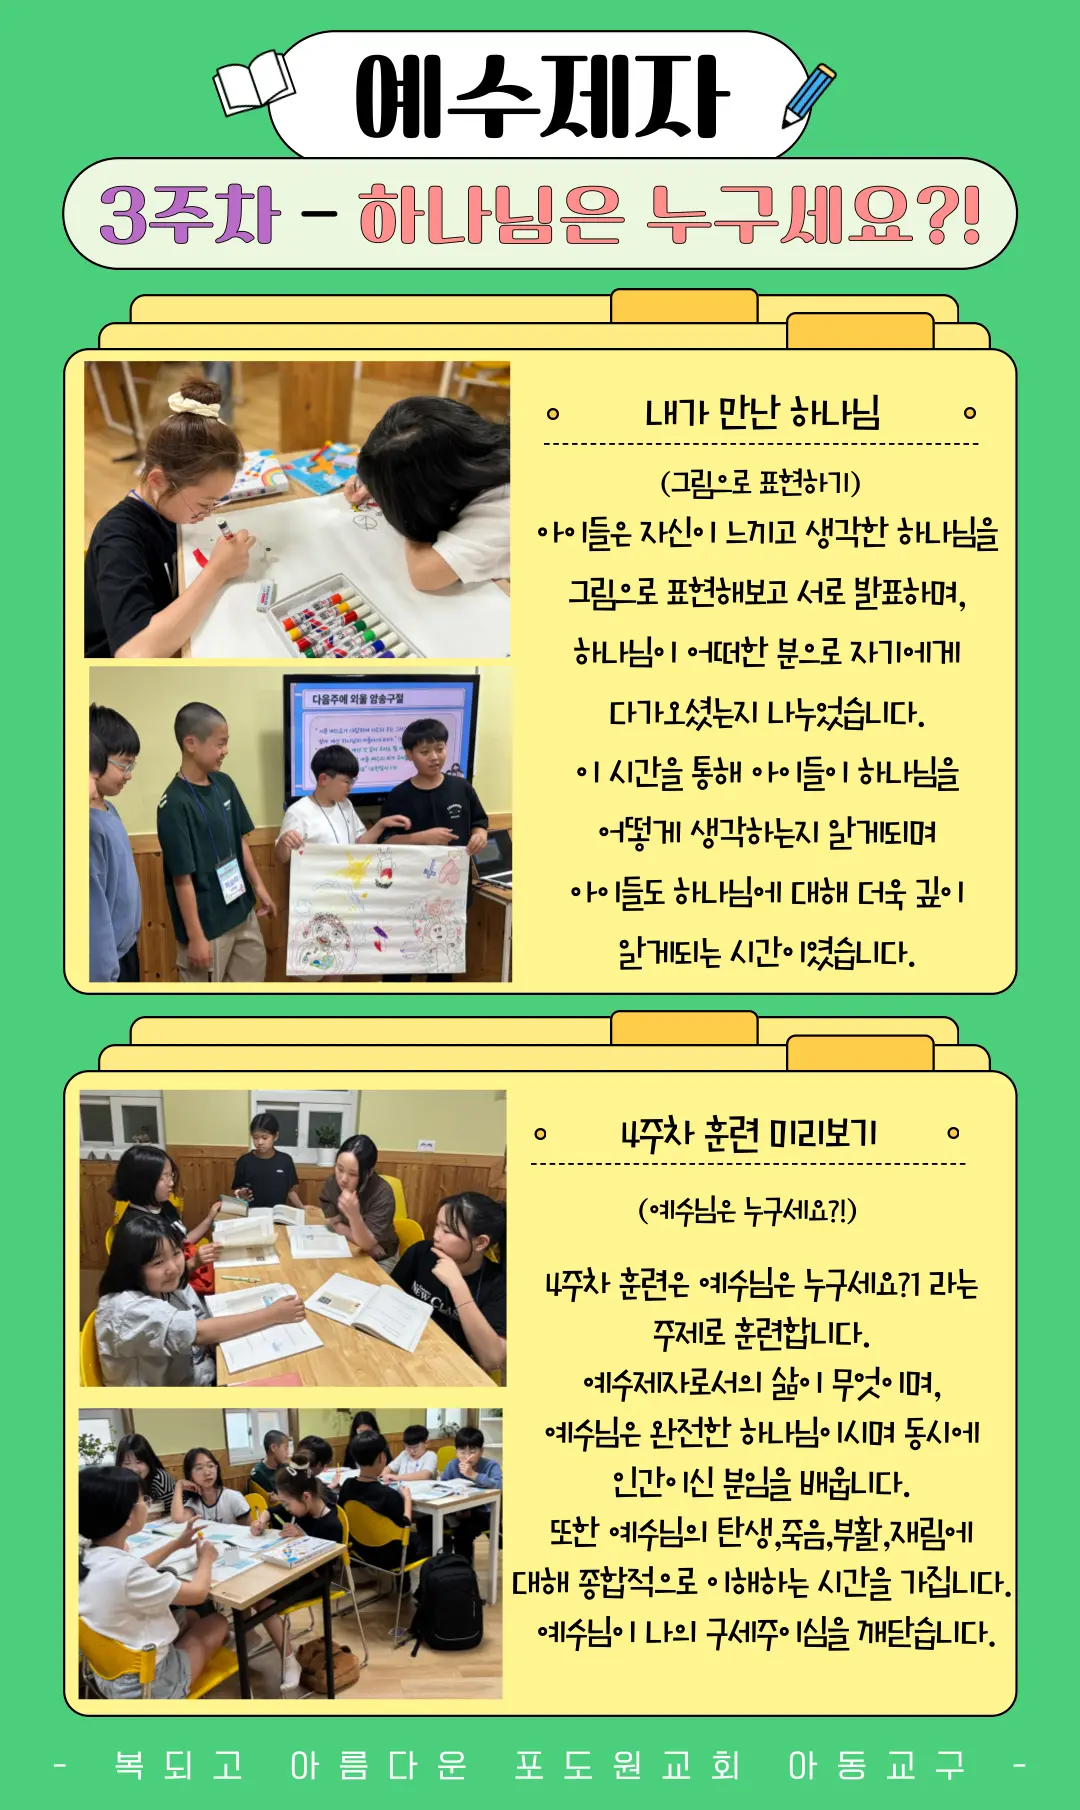 예수제자
3주차 - 하나님은 누구세요?!
내가 만난 하나님
(그림으로 표현하기)
아이들은 자신이 느끼고 생각한 하나님을
그림으로 표현해보고 서로 발표하며,
하나님이 어떠한 분으로 자기에게
다가오셨는지 나누었습니다.
이 시간을 통해 아이들이 하나님을
어떻게 생각하는지 알게되며
아이들도 하나님에 대해 더욱 깊이
알게되는 시간이였습니다.
다음주에 외울 암송구절
4주차 훈련 미리보기
(예수님은 누구세요?!)
4주차 훈련은 예수님은 누구세요?1 라는
주제로 훈련합니다.
예수제자로서의 삶이 무엇이며,
예수님은 완전한 하나님이시며 동시에
인간이신 분임을 배웁니다.
또한 예수님의 탄생,죽음,부활,재림에
대해 종합적으로 이해하는 시간을 가집니다.
예수님이 나의 구세주이심을 깨닫습니다.
NEW CLAS
- 복되고 아름다운 포도원교회 아동교구 -